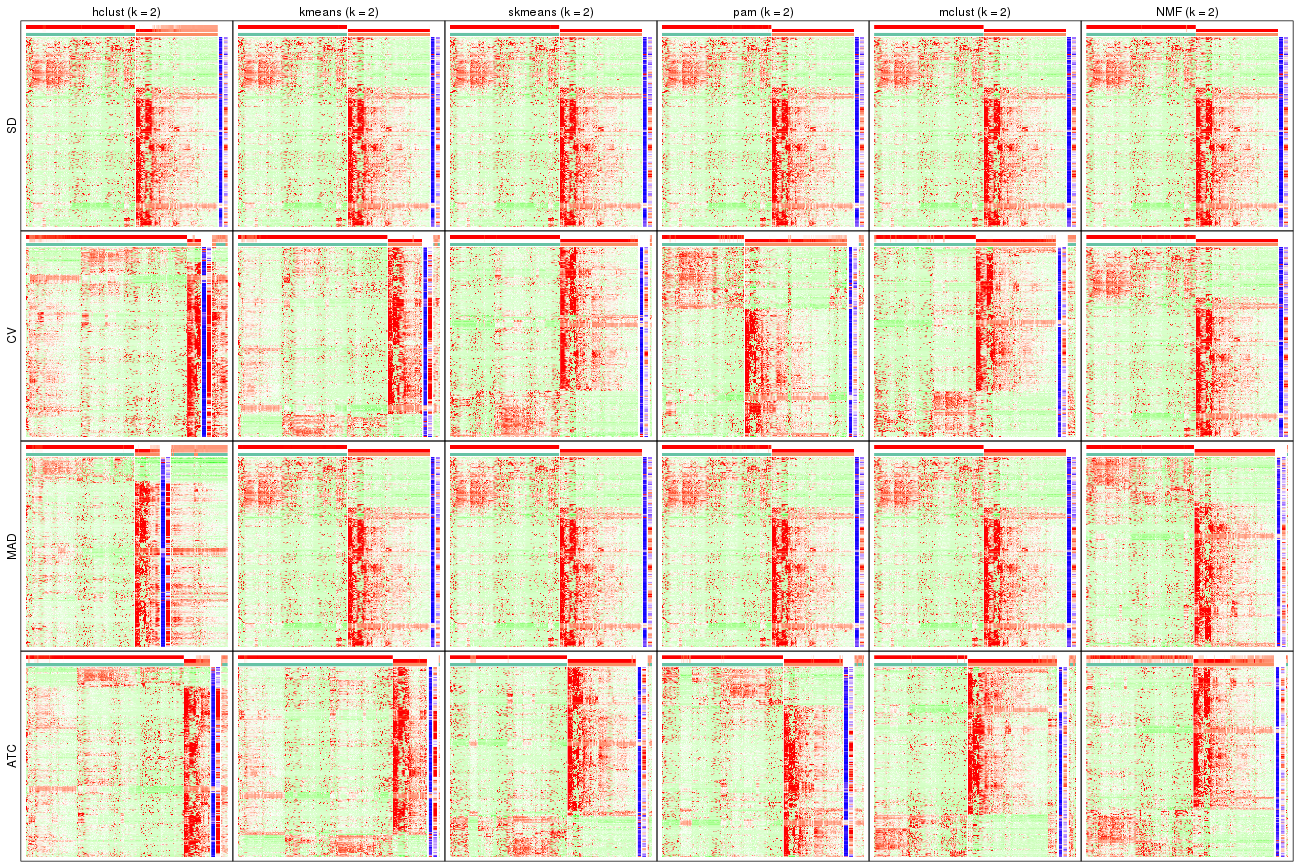 hclust (k = 2) kmeans (k = 2) skmeans (k = 2) pam (k = 2) mclust (k = 2) NMF (k = 2)
SD
CV
MAD
ATC